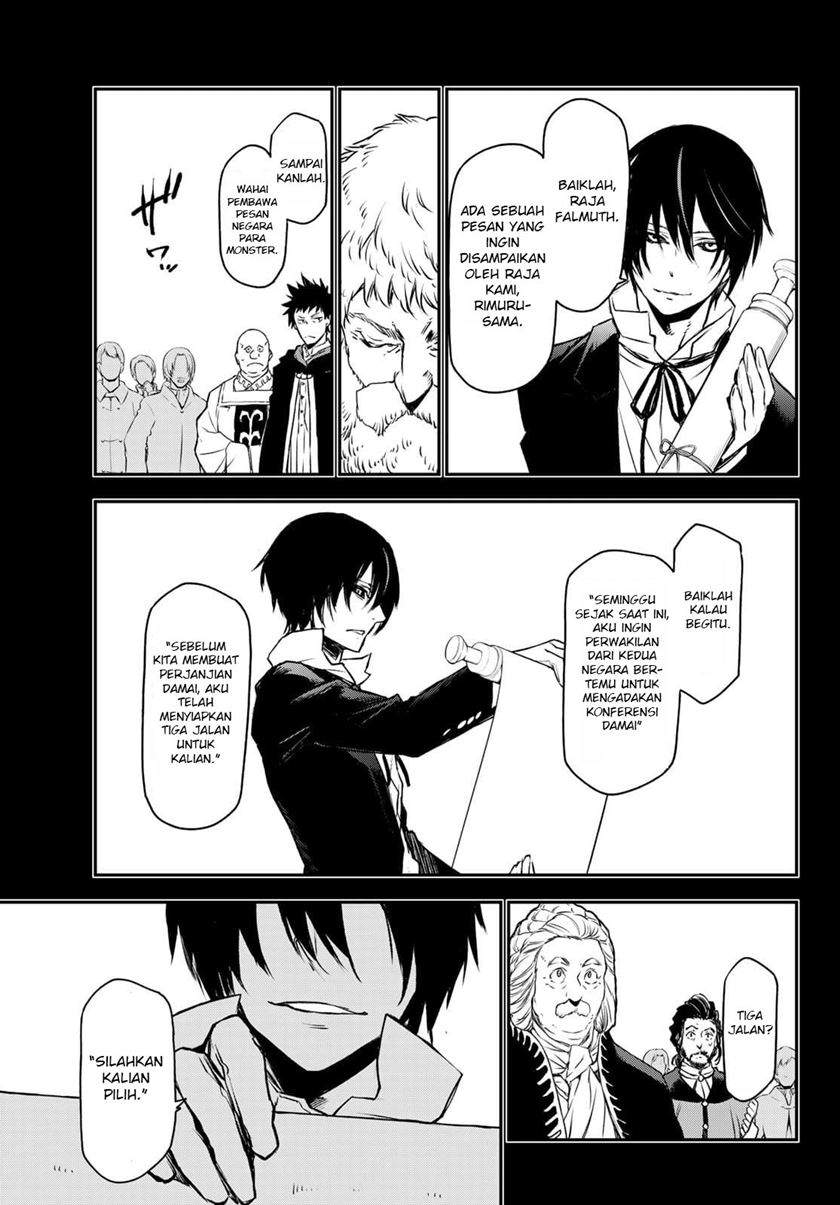 BAIKLAH,
RAJA
FALMUTH.
ADA SEBUAH
PESAN YANG
INGIN
DISAMPAIKAN
OLEH RAJA
KAMI,
RIMURU-
SAMA.
SAMPAI
KANLAH.
WAHAI
PEMBAWA
PESAN
NEGARA
PARA
MONSTER.
ザワッ
BAIKLAH
KALAU
BEGITU.
"SEMINGGU
SEJAK SAAT INI,
AKU INGIN
PERWAKILAN
DARI KEDUA
NEGARA BER-
TEMU UNTUK
MENGADAKAN
KONFERENSI
DAMAI"
"SEBELUM
KITA MEMBUAT
PERJANJIAN
DAMAI, AKU
TELAH
MENYIAPKAN
TIGA JALAN
UNTUK
KALIAN."
TIGA
JALAN?
"SILAHKAN
KALIAN
PILIH."